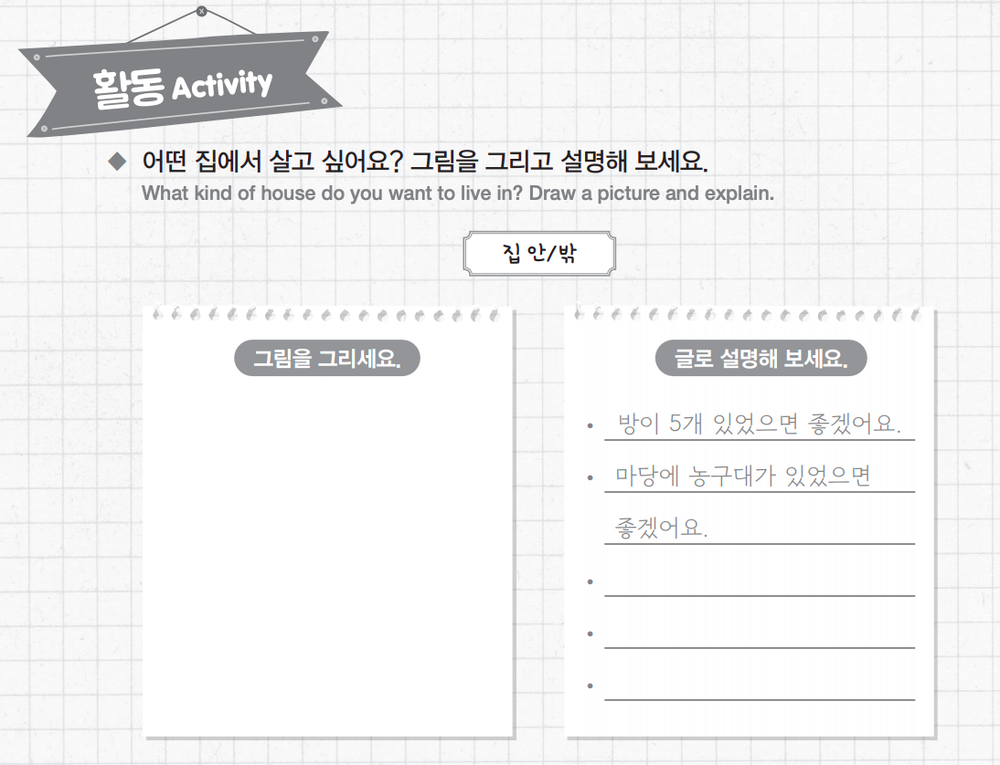 활동 Activity
◆ 어떤 집에서 살고 싶어요? 그림을 그리고 설명해 보세요.
What kind of house do you want to live in? Draw a picture and explain.
집 안/밖
그림을 그리세요.
글로 설명해 보세요.
• 방이 5개 있었으면 좋겠어요.
• 마당에 농구대가 있었으면
좋겠어요.
•
•
•